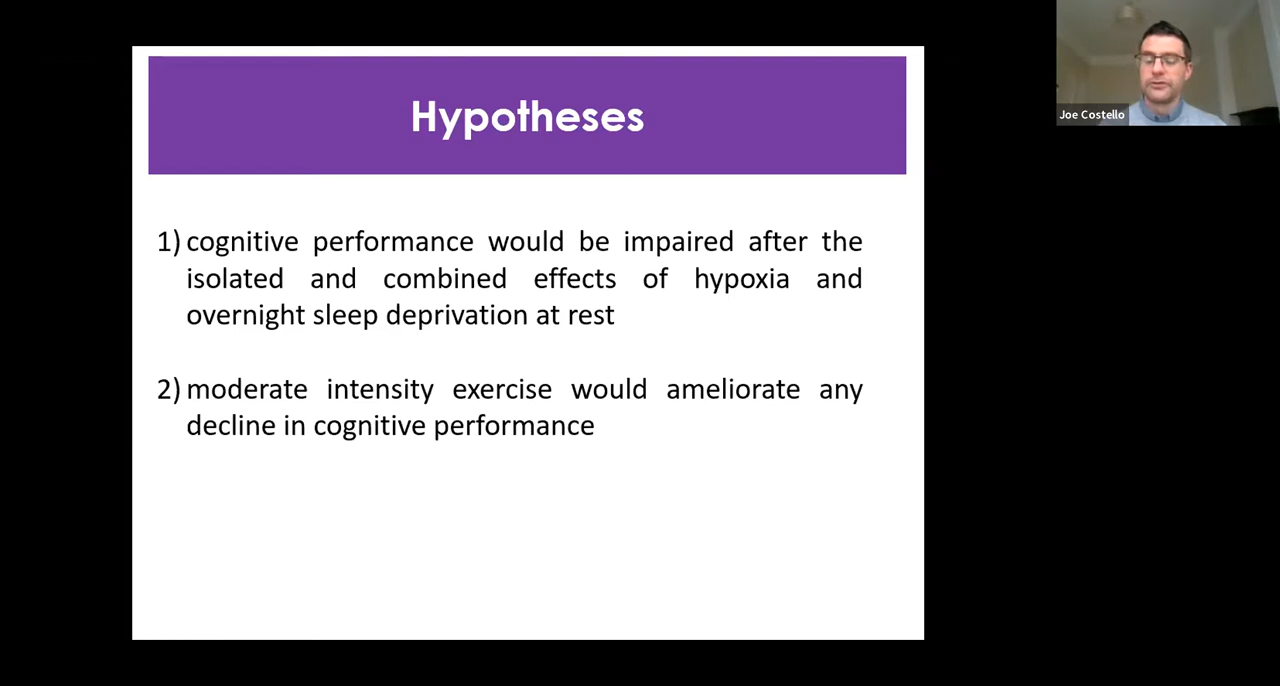 Hypotheses
1) cognitive performance would be impaired after the
isolated and combined effects of hypoxia and
overnight sleep deprivation at rest
2) moderate intensity exercise would ameliorate any
decline in cognitive performance
Joe Costello